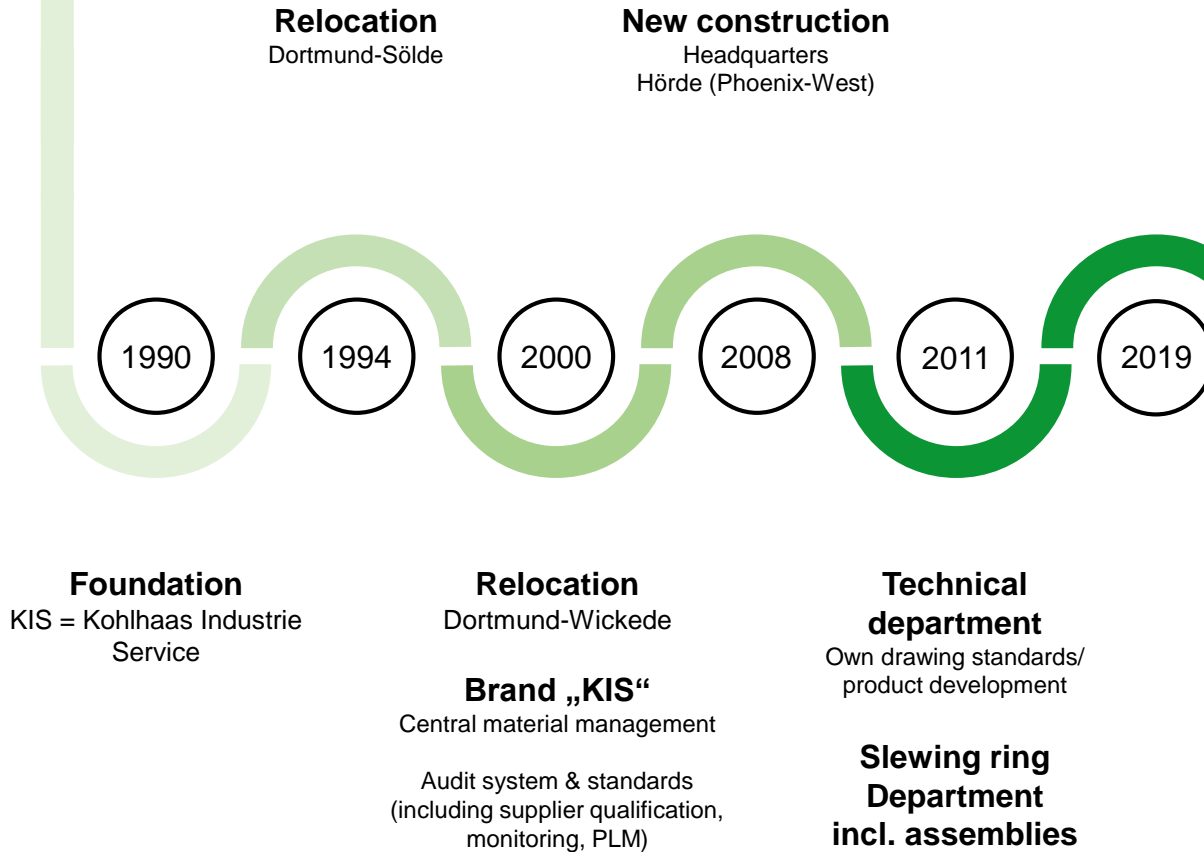 Relocation
Dortmund-Sölde
New construction
Headquarters
Hörde (Phoenix-West)
1990
1994
2000
2008
2011
2019
Foundation
KIS = Kohlhaas Industrie
Service
Relocation
Dortmund-Wickede
Brand „KIS“
Central material management
Audit system & standards
(including supplier qualification,
monitoring, PLM)
Technical
department
Own drawing standards/
product development
Slewing ring
Department
incl. assemblies